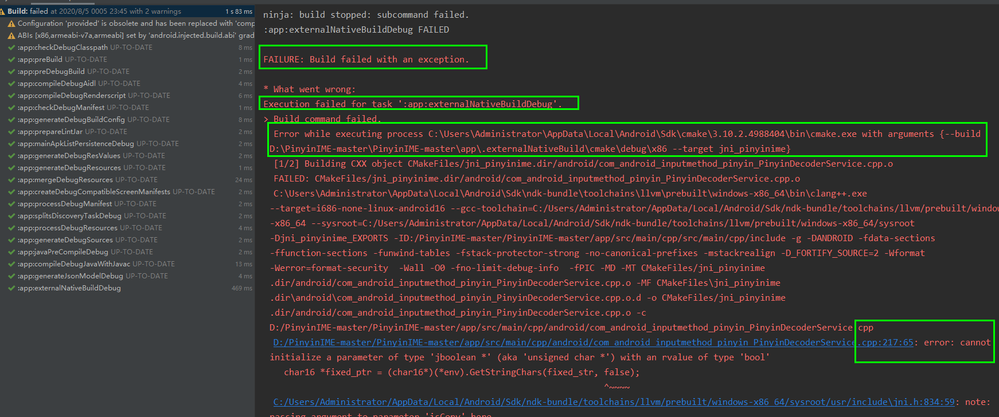 Build: failed at 2020/8/5 0005 23:45 with 2 warnings 1 s 83 ms
Configuration 'provided' is obsolete and has been replaced with 'comp
ABIs [x86,armeabi-v7a,armeabi] set by 'android.injected.build.abi' grad
:app:checkDebugClasspath UP-TO-DATE 8 ms
:app:preBuild UP-TO-DATE 1 ms
:app:preDebugBuild UP-TO-DATE 2 ms
:app:compileDebugAidl UP-TO-DATE 4 ms
:app:compileDebugRenderscript UP-TO-DATE 6 ms
:app:checkDebugManifest UP-TO-DATE 1 ms
:app:generateDebugBuildConfig UP-TO-DATE 8 ms
:app:prepareLintJar UP-TO-DATE 2 ms
:app:mainApkListPersistenceDebug UP-TO-DATE 2 ms
:app:generateDebugResValues UP-TO-DATE 2 ms
:app:generateDebugResources UP-TO-DATE 1 ms
:app:mergeDebugResources UP-TO-DATE 24 ms
:app:createDebugCompatibleScreenManifests UP-TO-DATE 2 ms
:app:processDebugManifest UP-TO-DATE 2 ms
:app:splitsDiscoveryTaskDebug UP-TO-DATE 2 ms
:app:processDebugResources UP-TO-DATE 4 ms
:app:generateDebugSources UP-TO-DATE 2 ms
:app:javaPreCompileDebug UP-TO-DATE 2 ms
:app:compileDebugJavaWithJavac UP-TO-DATE 13 ms
:app:generateJsonModelDebug UP-TO-DATE 4 ms
:app:externalNativeBuildDebug 469 ms
ninja: build stopped: subcommand failed.
:app:externalNativeBuildDebug FAILED
FAILURE: Build failed with an exception.
* What went wrong:
Execution failed for task ':app:externalNativeBuildDebug'.
> Build command failed.
Error while executing process C:\Users\Administrator\AppData\Local\Android\Sdk\cmake\3.10.2.4988404\bin\cmake.exe with arguments {--build
D:\PinyinIME-master\PinyinIME-master\app\.externalNativeBuild\cmake\debug\x86 --target jni_pinyinime}
[1/2] Building CXX object CMakeFiles/jni_pinyinime.dir/android/com_android_inputmethod_pinyin_PinyinDecoderService.cpp.o
FAILED: CMakeFiles/jni_pinyinime.dir/android/com_android_inputmethod_pinyin_PinyinDecoderService.cpp.o
C:\Users\Administrator\AppData\Local\Android\Sdk\ndk-bundle\toolchains\llvm\prebuilt\windows-x86_64\bin\clang++.exe
--target=i686-none-linux-android16 --gcc-toolchain=C:/Users/Administrator/AppData/Local/Android/Sdk/ndk-bundle/toolchains/llvm/prebuilt/window
-x86_64 --sysroot=C:/Users/Administrator/AppData/Local/Android/Sdk/ndk-bundle/toolchains/llvm/prebuilt/windows-x86_64/sysroot
-Djni_pinyinime_EXPORTS -ID:/PinyinIME-master/PinyinIME-master/app/src/main/cpp/src/main/cpp/include -g -DANDROID -fdata-sections
-ffunction-sections -funwind-tables -fstack-protector-strong -no-canonical-prefixes -mstackrealign -D_FORTIFY_SOURCE=2 -Wformat
-Werror=format-security  -Wall -O0 -fno-limit-debug-info  -fPIC -MD -MT CMakeFiles/jni_pinyinime
.dir/android/com_android_inputmethod_pinyin_PinyinDecoderService.cpp.o -MF CMakeFiles\jni_pinyinime
.dir\android\com_android_inputmethod_pinyin_PinyinDecoderService.cpp.o.d -o CMakeFiles/jni_pinyinime
.dir/android/com_android_inputmethod_pinyin_PinyinDecoderService.cpp.o -c
D:/PinyinIME-master/PinyinIME-master/app/src/main/cpp/android/com_android_inputmethod_pinyin_PinyinDecoderService.cpp
D:/PinyinIME-master/PinyinIME-master/app/src/main/cpp/android/com_android_inputmethod_pinyin_PinyinDecoderService.cpp:217:65: error: cannot
initialize a parameter of type 'jboolean *' (aka 'unsigned char *') with an rvalue of type 'bool'
char16 *fixed_ptr = (char16*)(*env).GetStringChars(fixed_str, false);
^~~~~
C:/Users/Administrator/AppData/Local/Android/Sdk/ndk-bundle/toolchains/llvm/prebuilt/windows-x86_64/sysroot/usr/include\jni.h:834:59: note:
passing argument to parameter 'isCopy' here